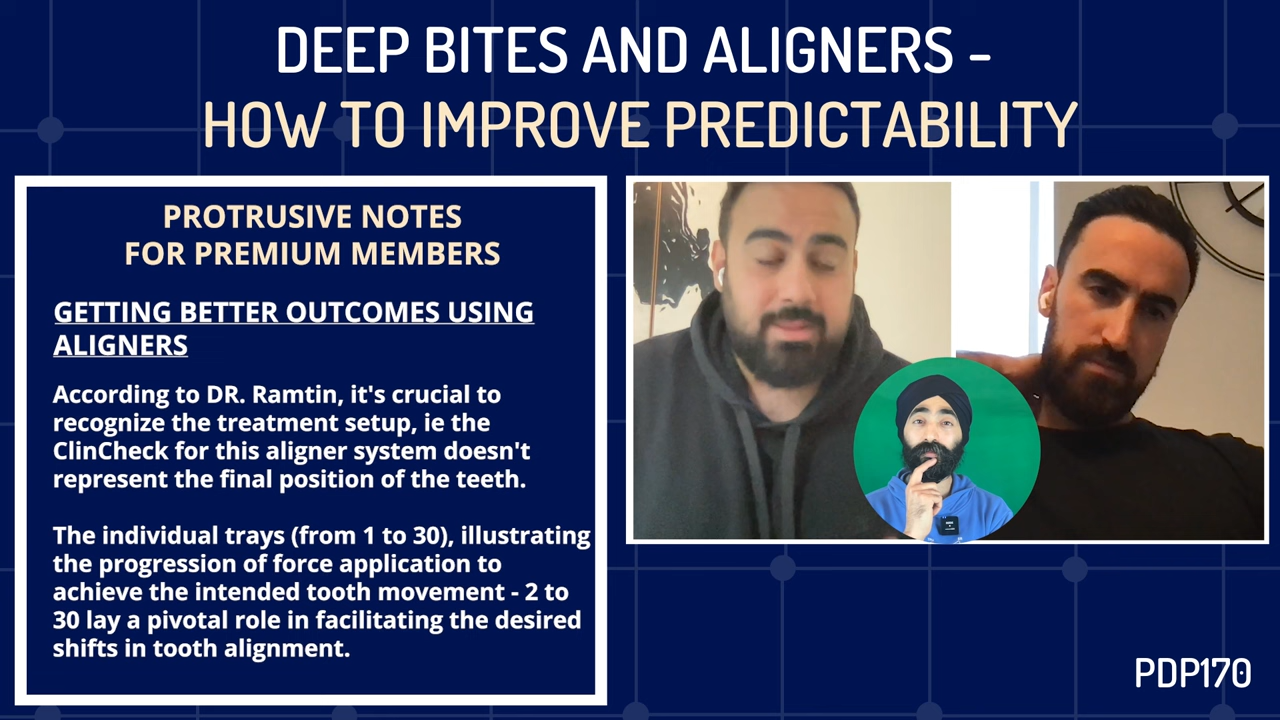 DEEP BITES AND ALIGNERS -
HOW TO IMPROVE PREDICTABILITY
PROTRUSIVE NOTES
FOR PREMIUM MEMBERS
GETTING BETTER OUTCOMES USING
ALIGNERS
According to DR. Ramtin, it's crucial to
recognize the treatment setup, ie the
ClinCheck for this aligner system doesn't
represent the final position of the teeth.
The individual trays (from 1 to 30), illustrating
the progression of force application to
achieve the intended tooth movement - 2 to
30 lay a pivotal role in facilitating the desired
shifts in tooth alignment.
PDP170